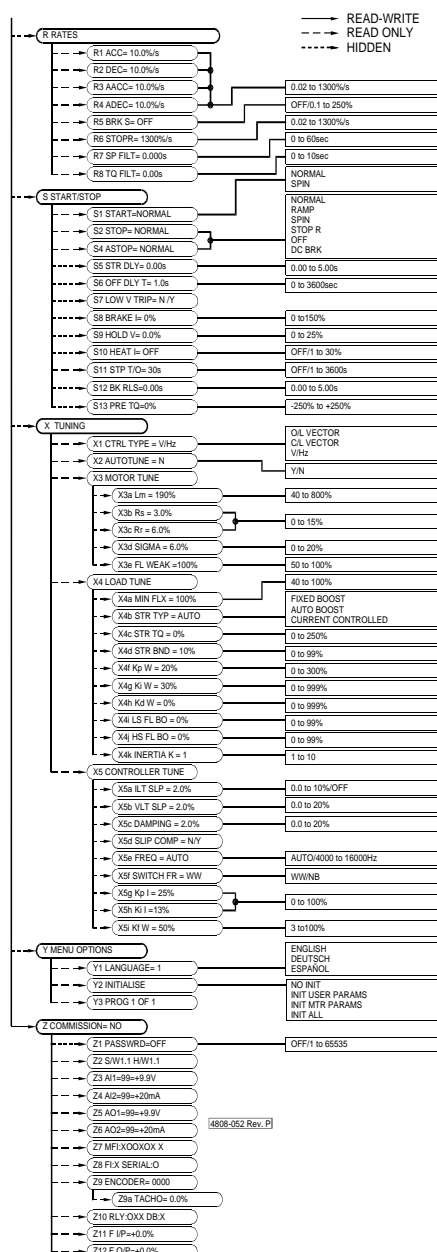 READ-WRITE
READ ONLY
HIDDEN
R RATES
R1 ACC= 10.0%/s
R2 DEC= 10.0%/s
R3 AACC= 10.0%/s
R4 ADEC= 10.0%/s
0.02 to 1300%/s
R5 BRK S= OFF
OFF/0.1 to 250%
R6 STOPR= 1300%/s
0.02 to 1300%/s
R7 SP FILT= 0.000s
0 to 60sec
R8 TQ FILT= 0.00s
0 to 10sec
S START/STOP
S1 START=NORMAL
NORMAL
SPIN
S2 STOP= NORMAL
S4 ASTOP= NORMAL
NORMAL
RAMP
SPIN
STOP R
OFF
DC BRK
S5 STR DLY= 0.00s
0.00 to 5.00s
S6 OFF DLY T= 1.0s
0 to 3600sec
S7 LOW V TRIP= N /Y
S8 BRAKE I= 0%
0 to150%
S9 HOLD V= 0.0%
0 to 25%
S10 HEAT I= OFF
OFF/1 to 30%
S11 STP T/O= 30s
OFF/1 to 3600s
S12 BK RLS=0.00s
0.00 to 5.00s
S13 PRE TQ=0%
-250% to +250%
X TUNING
X1 CTRL TYPE = V/Hz
O/L VECTOR
C/L VECTOR
V/Hz
X2 AUTOTUNE = N
Y/N
X3 MOTOR TUNE
X3a Lm = 190%
40 to 800%
X3b Rs = 3.0%
X3c Rr = 6.0%
0 to 15%
X3d SIGMA = 6.0%
0 to 20%
X3e FL WEAK =100%
50 to 100%
X4 LOAD TUNE
X4a MIN FLX = 100%
40 to 100%
X4b STR TYP = AUTO
FIXED BOOST
AUTO BOOST
CURRENT CONTROLLED
X4c STR TQ = 0%
0 to 250%
X4d STR BND = 10%
0 to 99%
X4f Kp W = 20%
0 to 300%
X4g Ki W = 30%
0 to 999%
X4h Kd W = 0%
0 to 999%
X4i LS FL BO = 0%
0 to 99%
X4j HS FL BO = 0%
0 to 99%
X4k INERTIA K = 1
1 to 10
X5 CONTROLLER TUNE
X5a ILT SLP = 2.0%
0.0 to 10%/OFF
X5b VLT SLP = 2.0%
0.0 to 20%
X5c DAMPING = 2.0%
0.0 to 20%
X5d SLIP COMP = N/Y
X5e FREQ = AUTO
AUTO/4000 to 16000Hz
X5f SWITCH FR = WW
WW/NB
X5g Kp I = 25%
X5h Ki I =13%
0 to 100%
X5i Kf W = 50%
3 to100%
Y MENU OPTIONS
Y1 LANGUAGE= 1
ENGLISH
DEUTSCH
ESPAÑOL
Y2 INITIALISE
NO INIT
INIT USER PARAMS
INIT MTR PARAMS
INIT ALL
Y3 PROG 1 OF 1
Z COMMISSION= NO
Z1 PASSWRD=OFF
OFF/1 to 65535
Z2 S/W1.1 H/W1.1
Z3 AI1=99=+9.9V
Z4 AI2=99=+20mA
Z5 AO1=99=+9.9V
Z6 AO2=99=+20mA
4808-052 Rev. P
Z7 MFI:XOOXOX X
Z8 FI:X SERIAL:O
Z9 ENCODER= 0000
Z9a TACHO= 0.0%
Z10 RLY:OXX DB:X
Z11 F I/P=+0.0%
Z12 F O/P=+0.0%